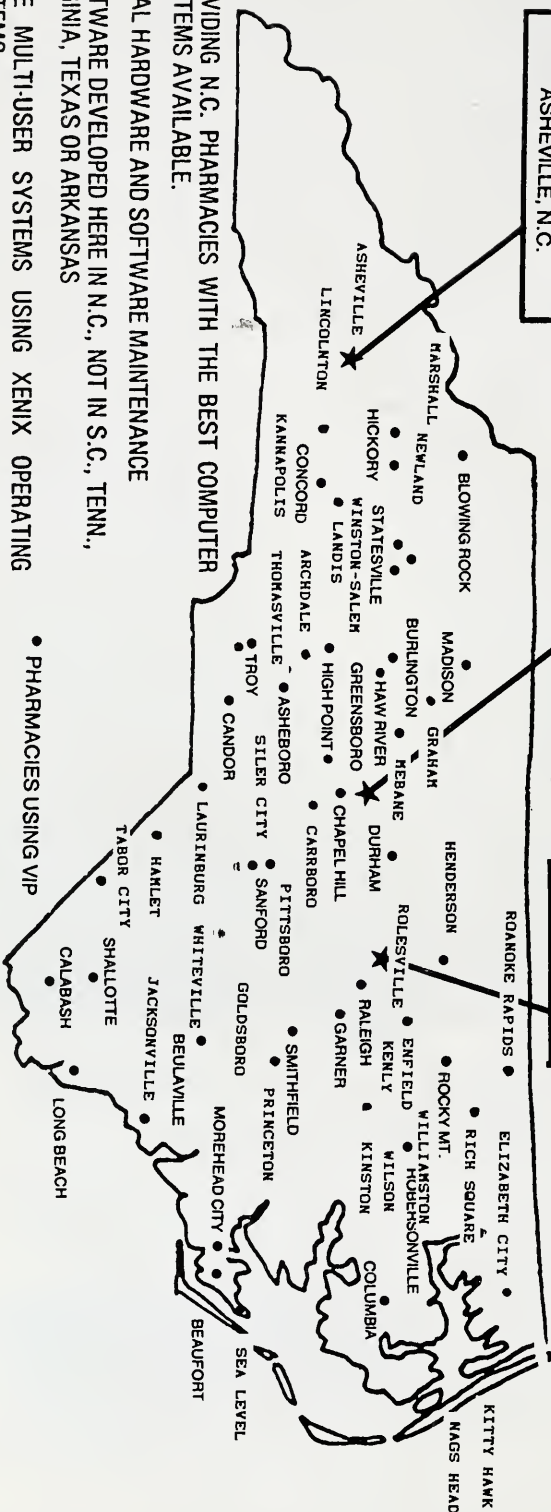 ASHEVILLE, N.C.
VIDING N.C. PHARMACIES WITH THE BEST COMPUTER
TEMS AVAILABLE.
AL HARDWARE AND SOFTWARE MAINTENANCE
TWARE DEVELOPED HERE IN N.C., NOT IN S.C., TENN.,
INIA, TEXAS OR ARKANSAS
E MULTI-USER SYSTEMS USING XENIX OPERATING
TEMS
• PHARMACIES USING VIP
ASHEVILLE
LINCOLNTON
MARSHALL
NEWLAND
BLOWING ROCK
HICKORY
STATESVILLE
WINSTON-SALEM
LANDIS
CONCORD
KANNAPOLIS
MADISON
GRAHAM
BURLINGTON
HAW RIVER
MEBANE
GREENSBORO
HIGH POINT
ARCHDALE
THOMASVILLE
ASHEBORO
TROY
CANDOR
SILER CITY
DURHAM
CHAPEL HILL
CARRBORO
PITTSBORO
SANFORD
LAURINBURG
HAMLET
TABOR CITY
WHITEVILLE
SHALLOTTE
CALABASH
LONG BEACH
HENDERSON
ROANOKE RAPIDS
ROLESVILLE
RALEIGH
GARNER
ENFIELD
KENLY
ROCKY MT.
RICH SQUARE
ELIZABETH CITY
WILLIAMSTON
ROBERSONVILLE
WILSON
KINSTON
SMITHFIELD
PRINCETON
GOLDSBORO
BEULAVILLE
JACKSONVILLE
MOREHEAD CITY
COLUMBIA
SEA LEVEL
BEAUFORT
KITTY HAWK
NAGS HEAD